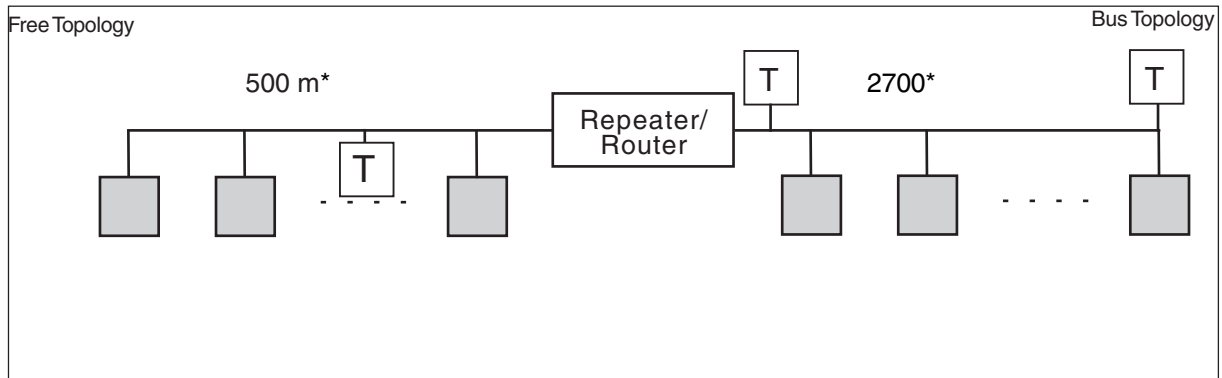 Free Topology
Bus Topology
500 m*
T
2700*
T
Repeater/
Router
T